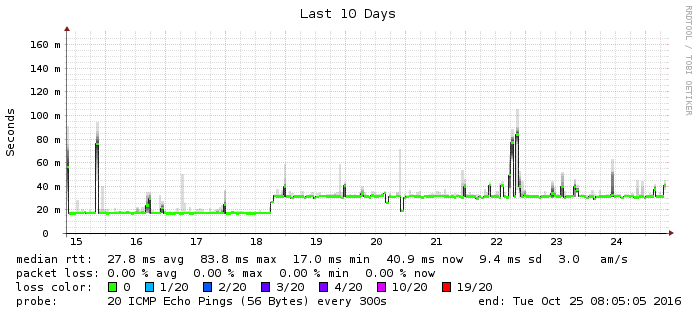 Last 10 Days
RRDTOOL / TOBI OETIKER
Seconds
160 m
140 m
120 m
100 m
80 m
60 m
40 m
20 m
0
15 16 17 18 19 20 21 22 23 24
median rtt: 27.8 ms avg 83.8 ms max 17.0 ms min 40.9 ms now 9.4 ms sd 3.0 am/s
packet loss: 0.00 % avg 0.00 % max 0.00 % min 0.00 % now
loss color: 0 1/20 2/20 3/20 4/20 10/20 19/20
probe: 20 ICMP Echo Pings (56 Bytes) every 300s end: Tue Oct 25 08:05:05 2016